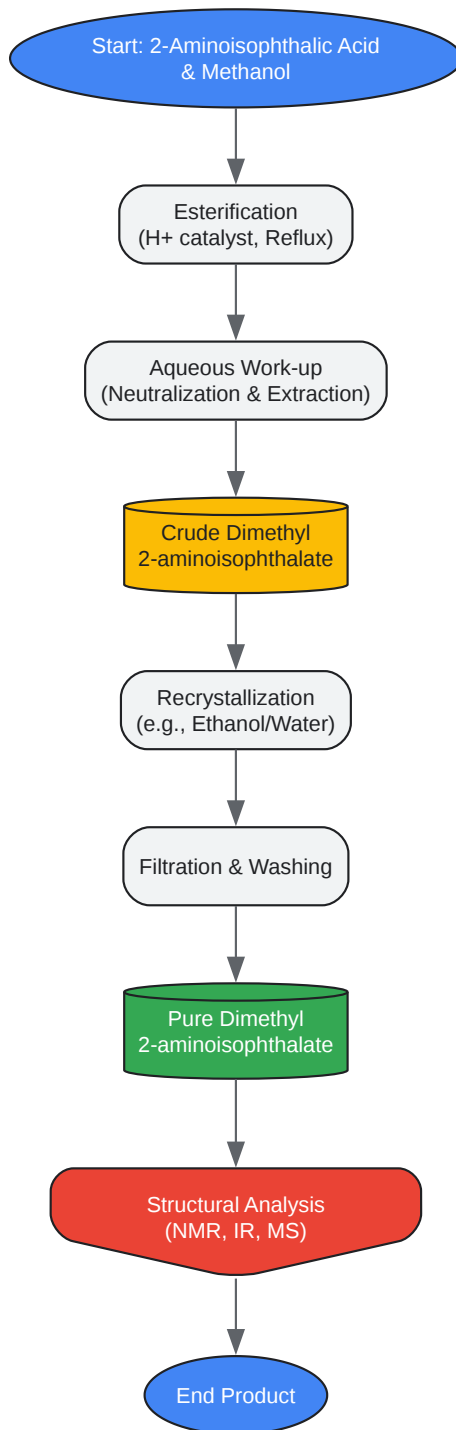 Start: 2-Aminoisophthalic Acid
& Methanol
Esterification
(H+ catalyst, Reflux)
Aqueous Work-up
(Neutralization & Extraction)
Crude Dimethyl
2-aminoisophthalate
Recrystallization
(e.g., Ethanol/Water)
Filtration & Washing
Pure Dimethyl
2-aminoisophthalate
Structural Analysis
(NMR, IR, MS)
End Product